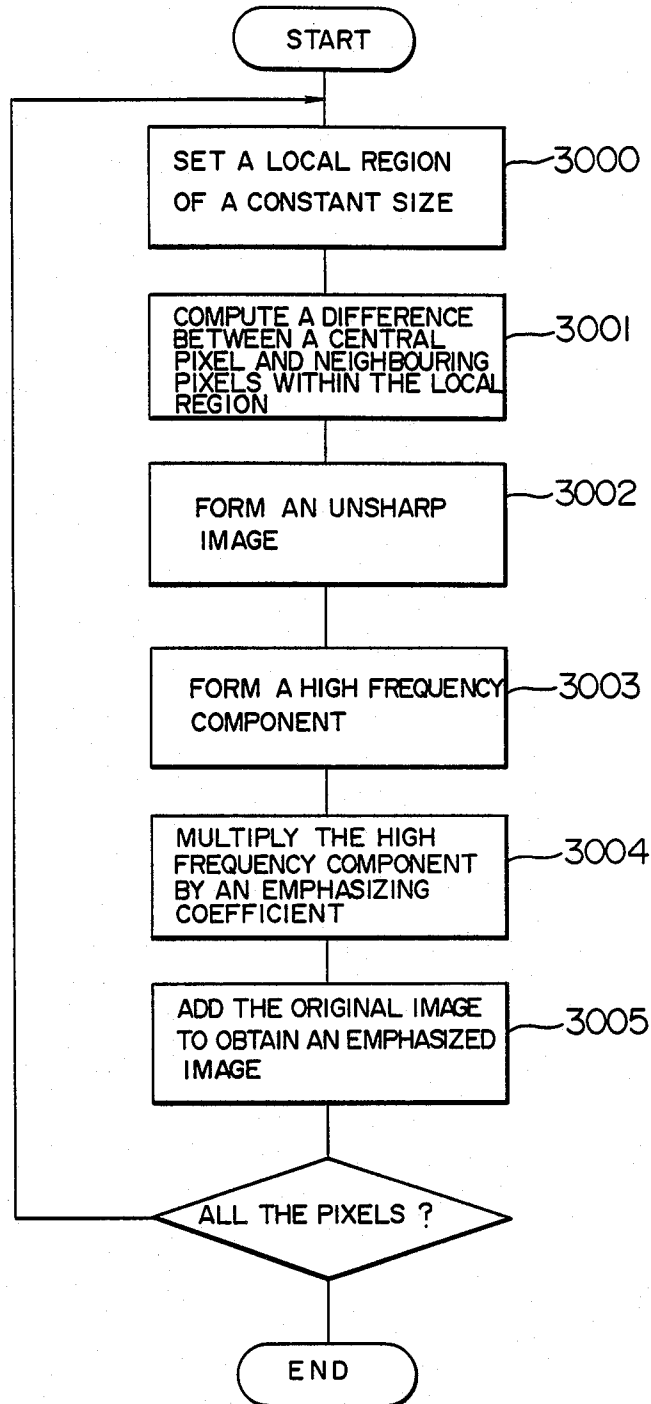 START
SET A LOCAL REGION
OF A CONSTANT SIZE
3000
COMPUTE A DIFFERENCE
BETWEEN A CENTRAL
PIXEL AND NEIGHBOURING
PIXELS WITHIN THE LOCAL
REGION
3001
FORM AN UNSHARP
IMAGE
3002
FORM A HIGH FREQUENCY
COMPONENT
3003
MULTIPLY THE HIGH
FREQUENCY COMPONENT
BY AN EMPHASIZING
COEFFICIENT
3004
ADD THE ORIGINAL IMAGE
TO OBTAIN AN EMPHASIZED
IMAGE
3005
ALL THE PIXELS ?
END